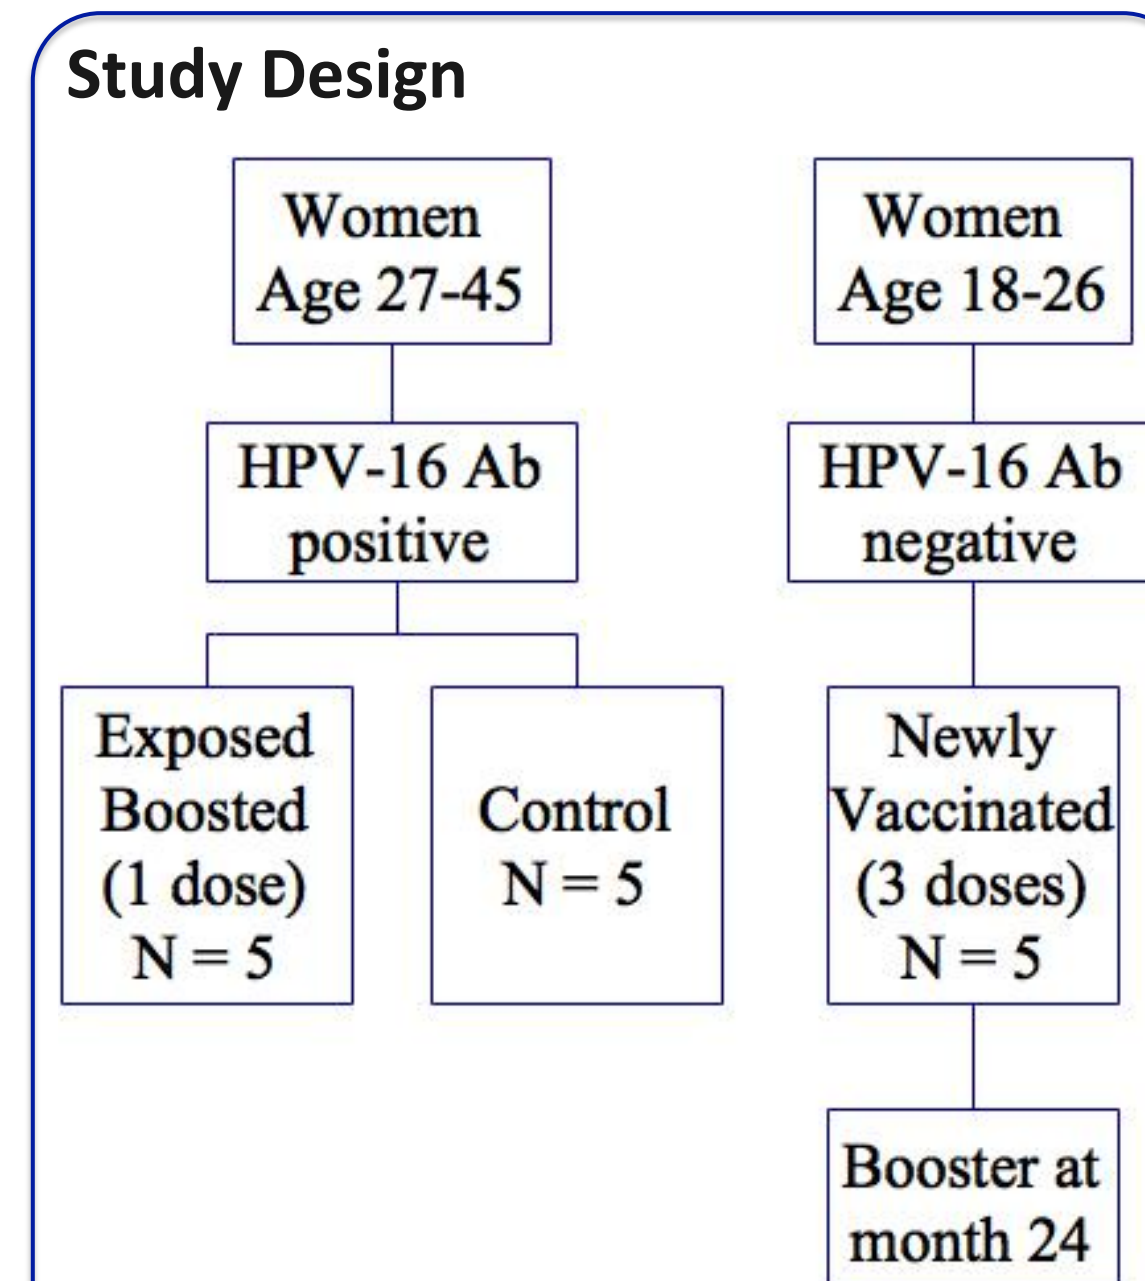 Study Design
Women
Age 27-45
HPV-16 Ab
positive
Exposed
Boosted
(1 dose)
N = 5
Control
N = 5
Women
Age 18-26
HPV-16 Ab
negative
Newly
Vaccinated
(3 doses)
N = 5
Booster at
month 24